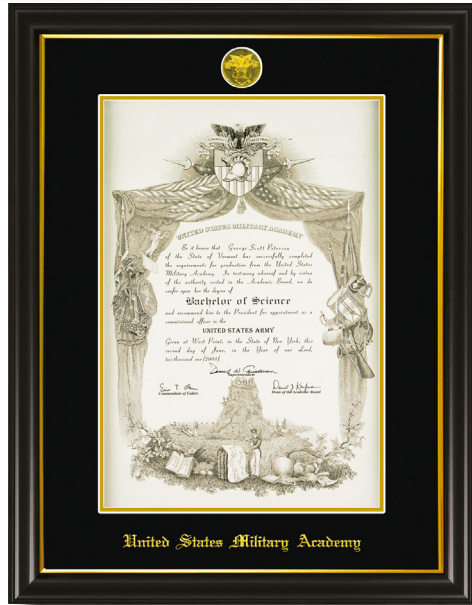 UNITED STATES MILITARY ACADEMY
Be it known that George Scott Peterson
of the State of Vermont has successfully completed
the requirements for graduation from the United States
Military Academy. In testimony whereof and by virtue
of the authority vested in the Academic Board, we do
confer upon him the degree of
Bachelor of Science
and recommend him to the President for appointment as a
commissioned officer in the
UNITED STATES ARMY
Given at West Point, in the State of New York, this
second day of June, in the Year of our Lord,
two thousand one (2001).
Superintendent
Commandant of Cadets
Dean of the Academic Board
United States Military Academy